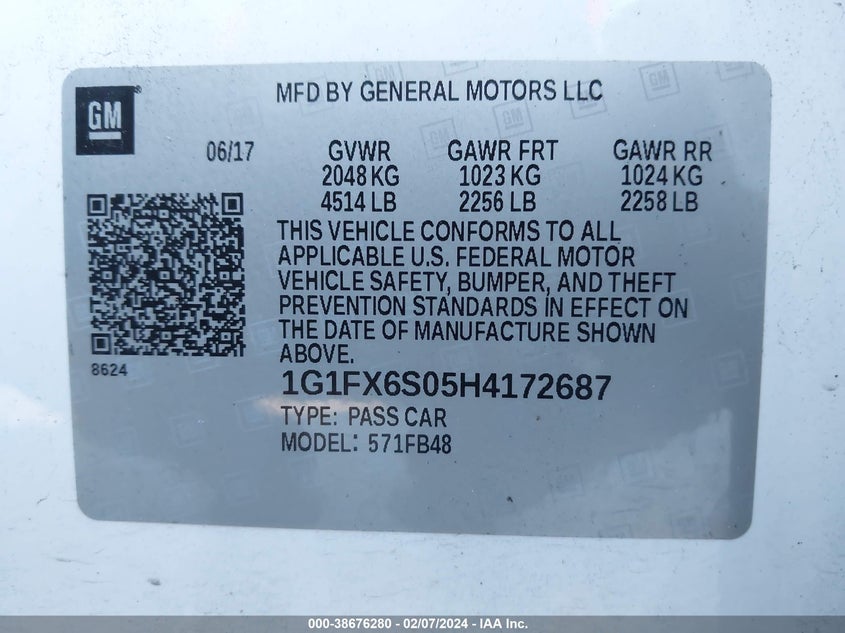 GM
MFD BY GENERAL MOTORS LLC
06/17 GVWR GAWR FRT GAWR RR
2048 KG 1023 KG 1024 KG
4514 LB 2256 LB 2258 LB
THIS VEHICLE CONFORMS TO ALL
APPLICABLE U.S. FEDERAL MOTOR
VEHICLE SAFETY, BUMPER, AND THEFT
PREVENTION STANDARDS IN EFFECT ON
THE DATE OF MANUFACTURE SHOWN
ABOVE.
8624
1G1FX6S05H4172687
TYPE: PASS CAR
MODEL: 571FB48
000-38676280 - 02/07/2024 - IAA Inc.